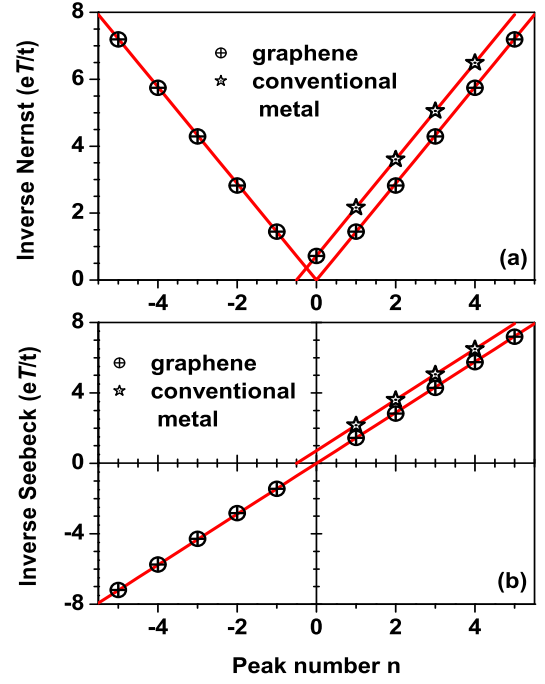 8
6
4
2
0
Inverse Nernst (eT/t)
graphene
conventional
metal
(a)
-4
-2
0
2
4
8
4
0
-4
-8
Inverse Seebeck (eT/t)
graphene
conventional
metal
(b)
-4
-2
0
2
4
Peak number n